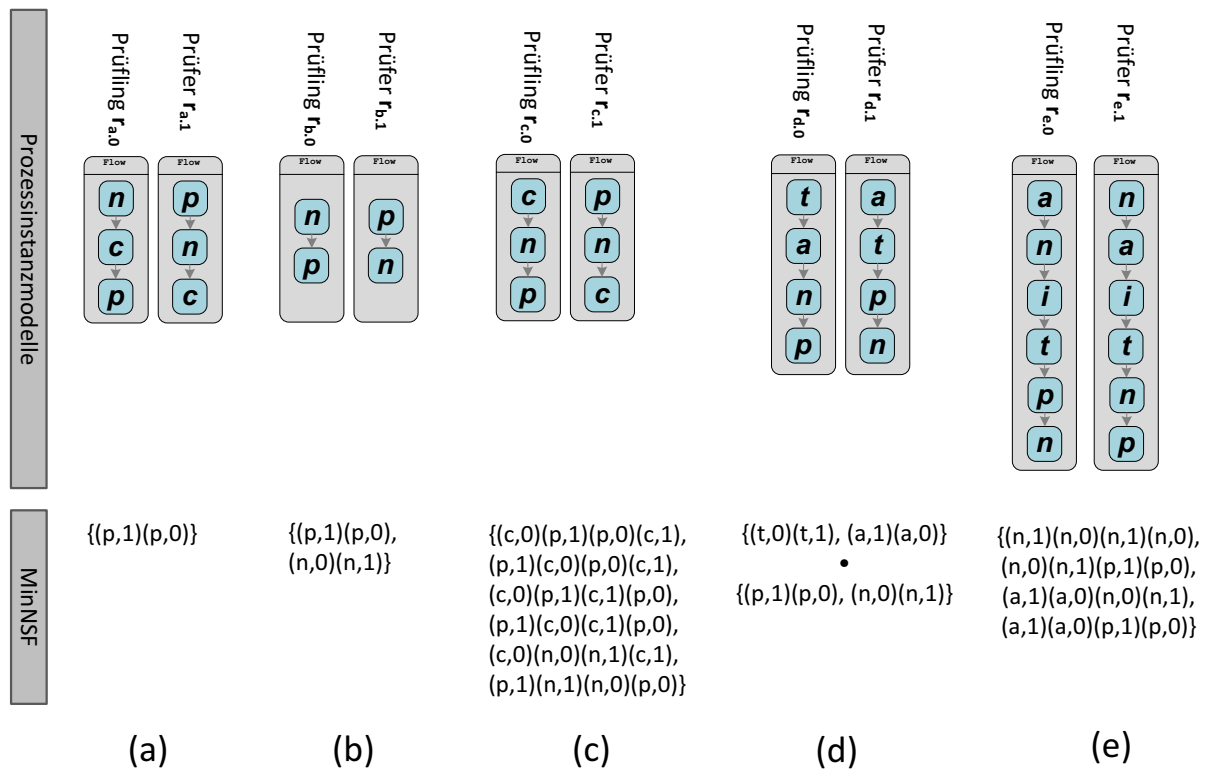 Prozessinstanzmodelle
Prüfling r_a.0
Prüfer r_a.1
Flow
n
c
p
Flow
p
n
c
Prüfling r_b.0
Prüfer r_b.1
Flow
n
p
Flow
p
n
Prüfling r_c.0
Prüfer r_c.1
Flow
c
n
p
Flow
p
n
c
Prüfling r_d.0
Prüfer r_d.1
Flow
t
a
n
p
Flow
a
t
p
n
Prüfling r_e.0
Prüfer r_e.1
Flow
a
n
i
t
p
n
Flow
n
a
i
t
n
p
MinNSF
{(p,1)(p,0)}
{(p,1)(p,0),
(n,0)(n,1)}
{(c,0)(p,1)(p,0)(c,1),
(p,1)(c,0)(p,0)(c,1),
(c,0)(p,1)(c,1)(p,0),
(p,1)(c,0)(c,1)(p,0),
(c,0)(n,0)(n,1)(c,1),
(p,1)(n,1)(n,0)(p,0)}
{(t,0)(t,1), (a,1)(a,0)}
•
{(p,1)(p,0), (n,0)(n,1)}
{(n,1)(n,0)(n,1)(n,0),
(n,0)(n,1)(p,1)(p,0),
(a,1)(a,0)(n,0)(n,1),
(a,1)(a,0)(p,1)(p,0)}
(a)
(b)
(c)
(d)
(e)